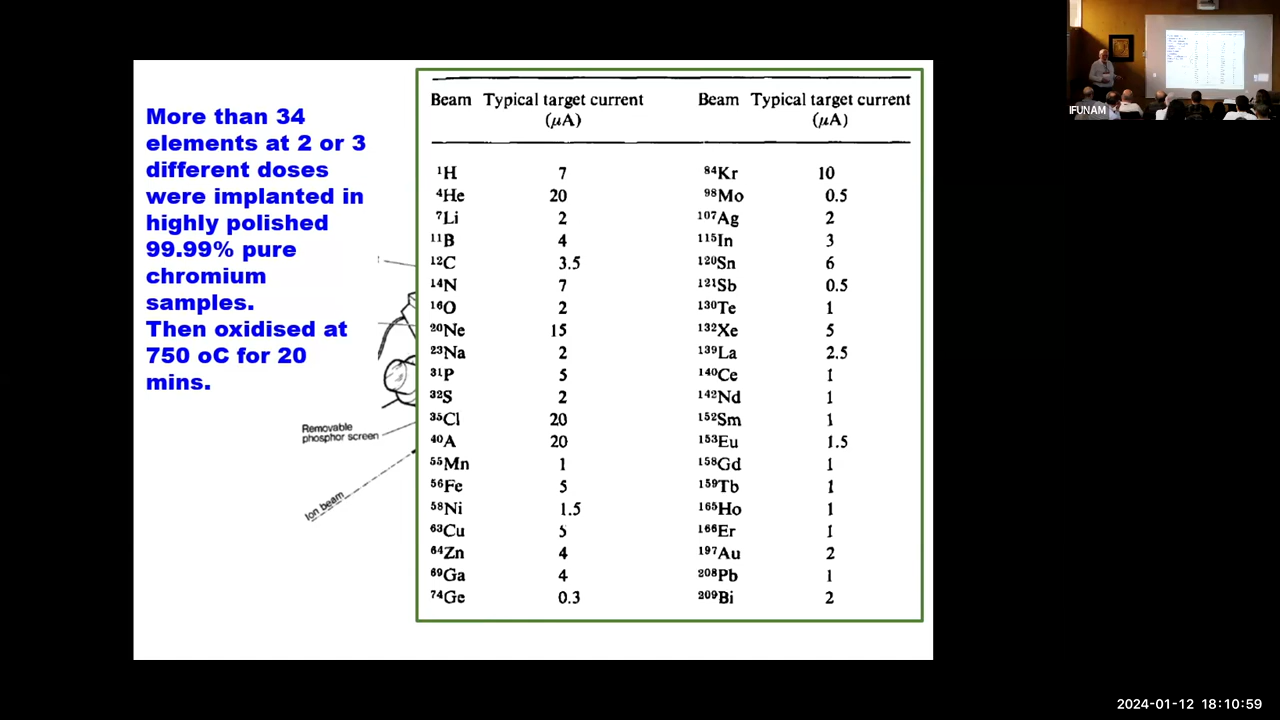 More than 34
elements at 2 or 3
different doses
were implanted in
highly polished
99.99% pure
chromium
samples.
Then oxidised at
750 oC for 20
mins.
Removable
phosphor screen
Ion beam
Beam Typical target current (µA) Beam Typical target current (µA)
¹H 7 ⁸⁴Kr 10
⁴He 20 ⁹⁸Mo 0.5
⁷Li 2 ¹⁰⁷Ag 2
¹¹B 4 ¹¹⁵In 3
¹²C 3.5 ¹²⁰Sn 6
¹⁴N 7 ¹²¹Sb 0.5
¹⁶O 2 ¹³⁰Te 1
²⁰Ne 15 ¹³²Xe 5
²³Na 2 ¹³⁹La 2.5
³¹P 5 ¹⁴⁰Ce 1
³²S 2 ¹⁴²Nd 1
³⁵Cl 20 ¹⁵²Sm 1
⁴⁰A 20 ¹⁵³Eu 1.5
⁵⁵Mn 1 ¹⁵⁸Gd 1
⁵⁶Fe 5 ¹⁵⁹Tb 1
⁵⁸Ni 1.5 ¹⁶⁵Ho 1
⁶³Cu 5 ¹⁶⁶Er 1
⁶⁴Zn 4 ¹⁹⁷Au 2
⁶⁹Ga 4 ²⁰⁸Pb 1
⁷⁴Ge 0.3 ²⁰⁹Bi 2
IFUNAM
2024-01-12 18:10:59